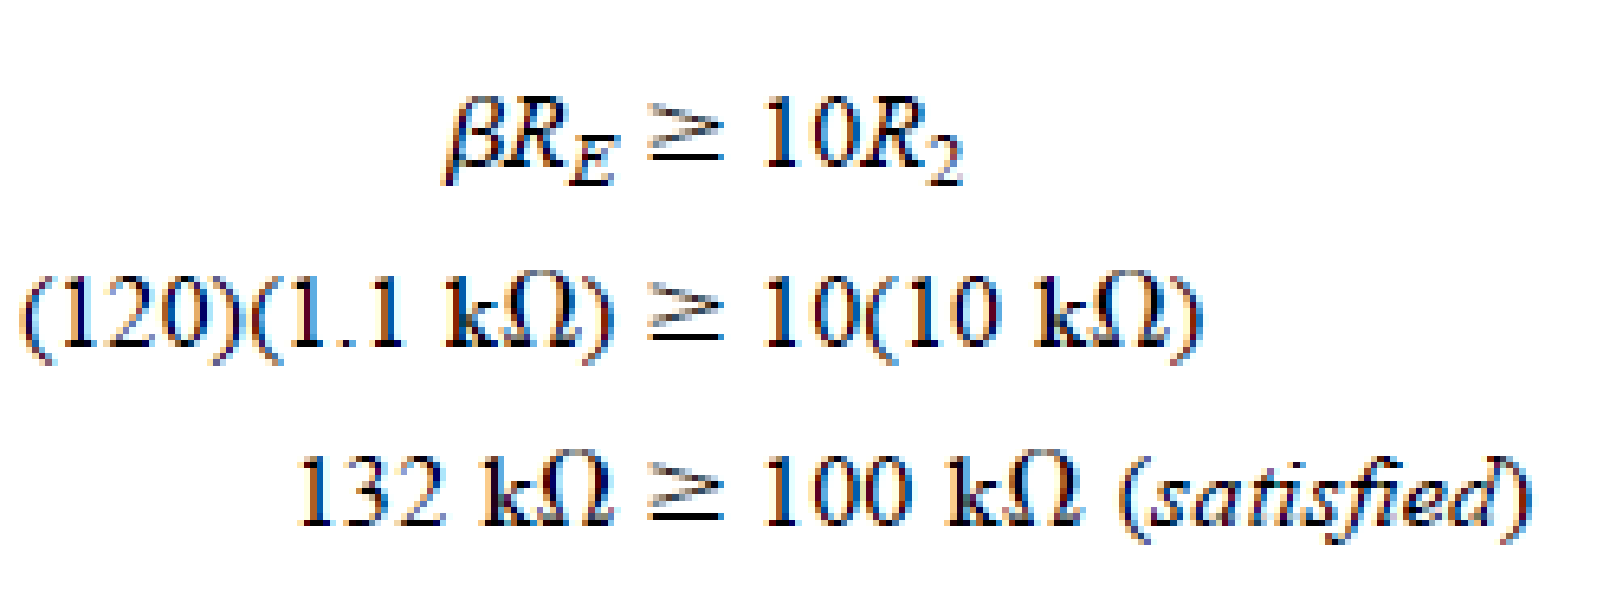 βR_E ≥ 10R_2
(120)(1.1 kΩ) ≥ 10(10 kΩ)
132 kΩ ≥ 100 kΩ (satisfied)